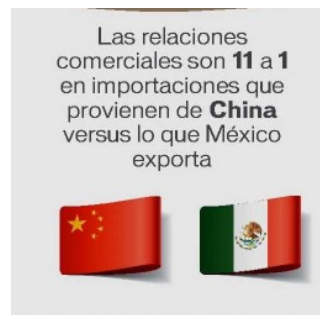 Las relaciones
comerciales son 11 a 1
en importaciones que
provienen de China
versus lo que México
exporta